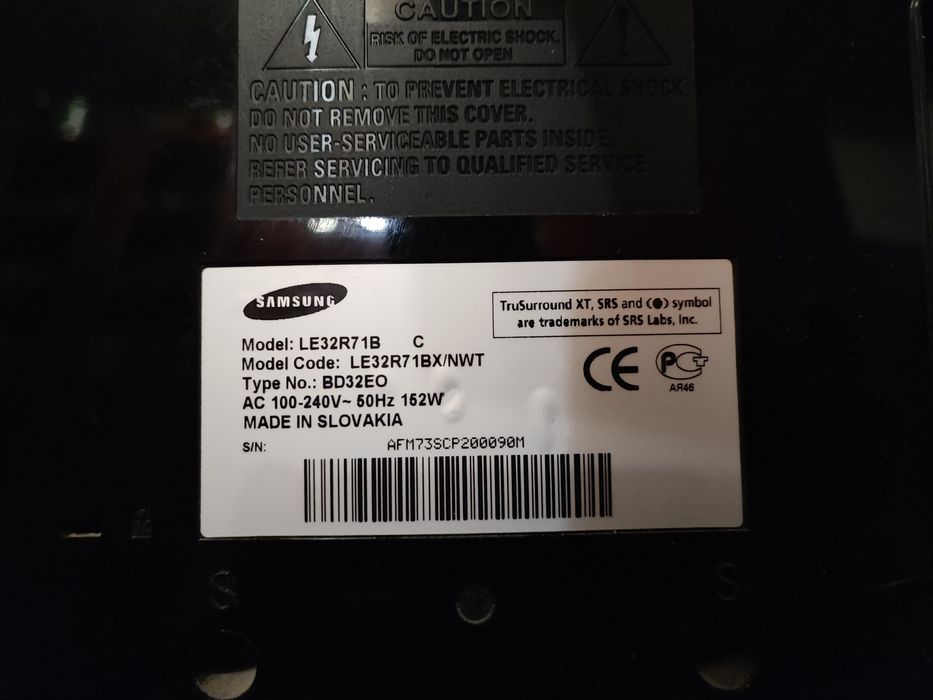 CAUTION
RISK OF ELECTRIC SHOCK.
DO NOT OPEN
CAUTION : TO PREVENT ELECTRICAL SHOCK,
DO NOT REMOVE THIS COVER.
NO USER-SERVICEABLE PARTS INSIDE.
REFER SERVICING TO QUALIFIED SERVICE
PERSONNEL.
SAMSUNG
TruSurround XT, SRS and (●) symbol
are trademarks of SRS Labs, Inc.
Model: LE32R71B C
Model Code: LE32R71BX/NWT
Type No.: BD32EO
AC 100-240V~ 50Hz 152W
MADE IN SLOVAKIA
CE
РСТ
АЯ46
S/N: AFM73SCP200090M
S S